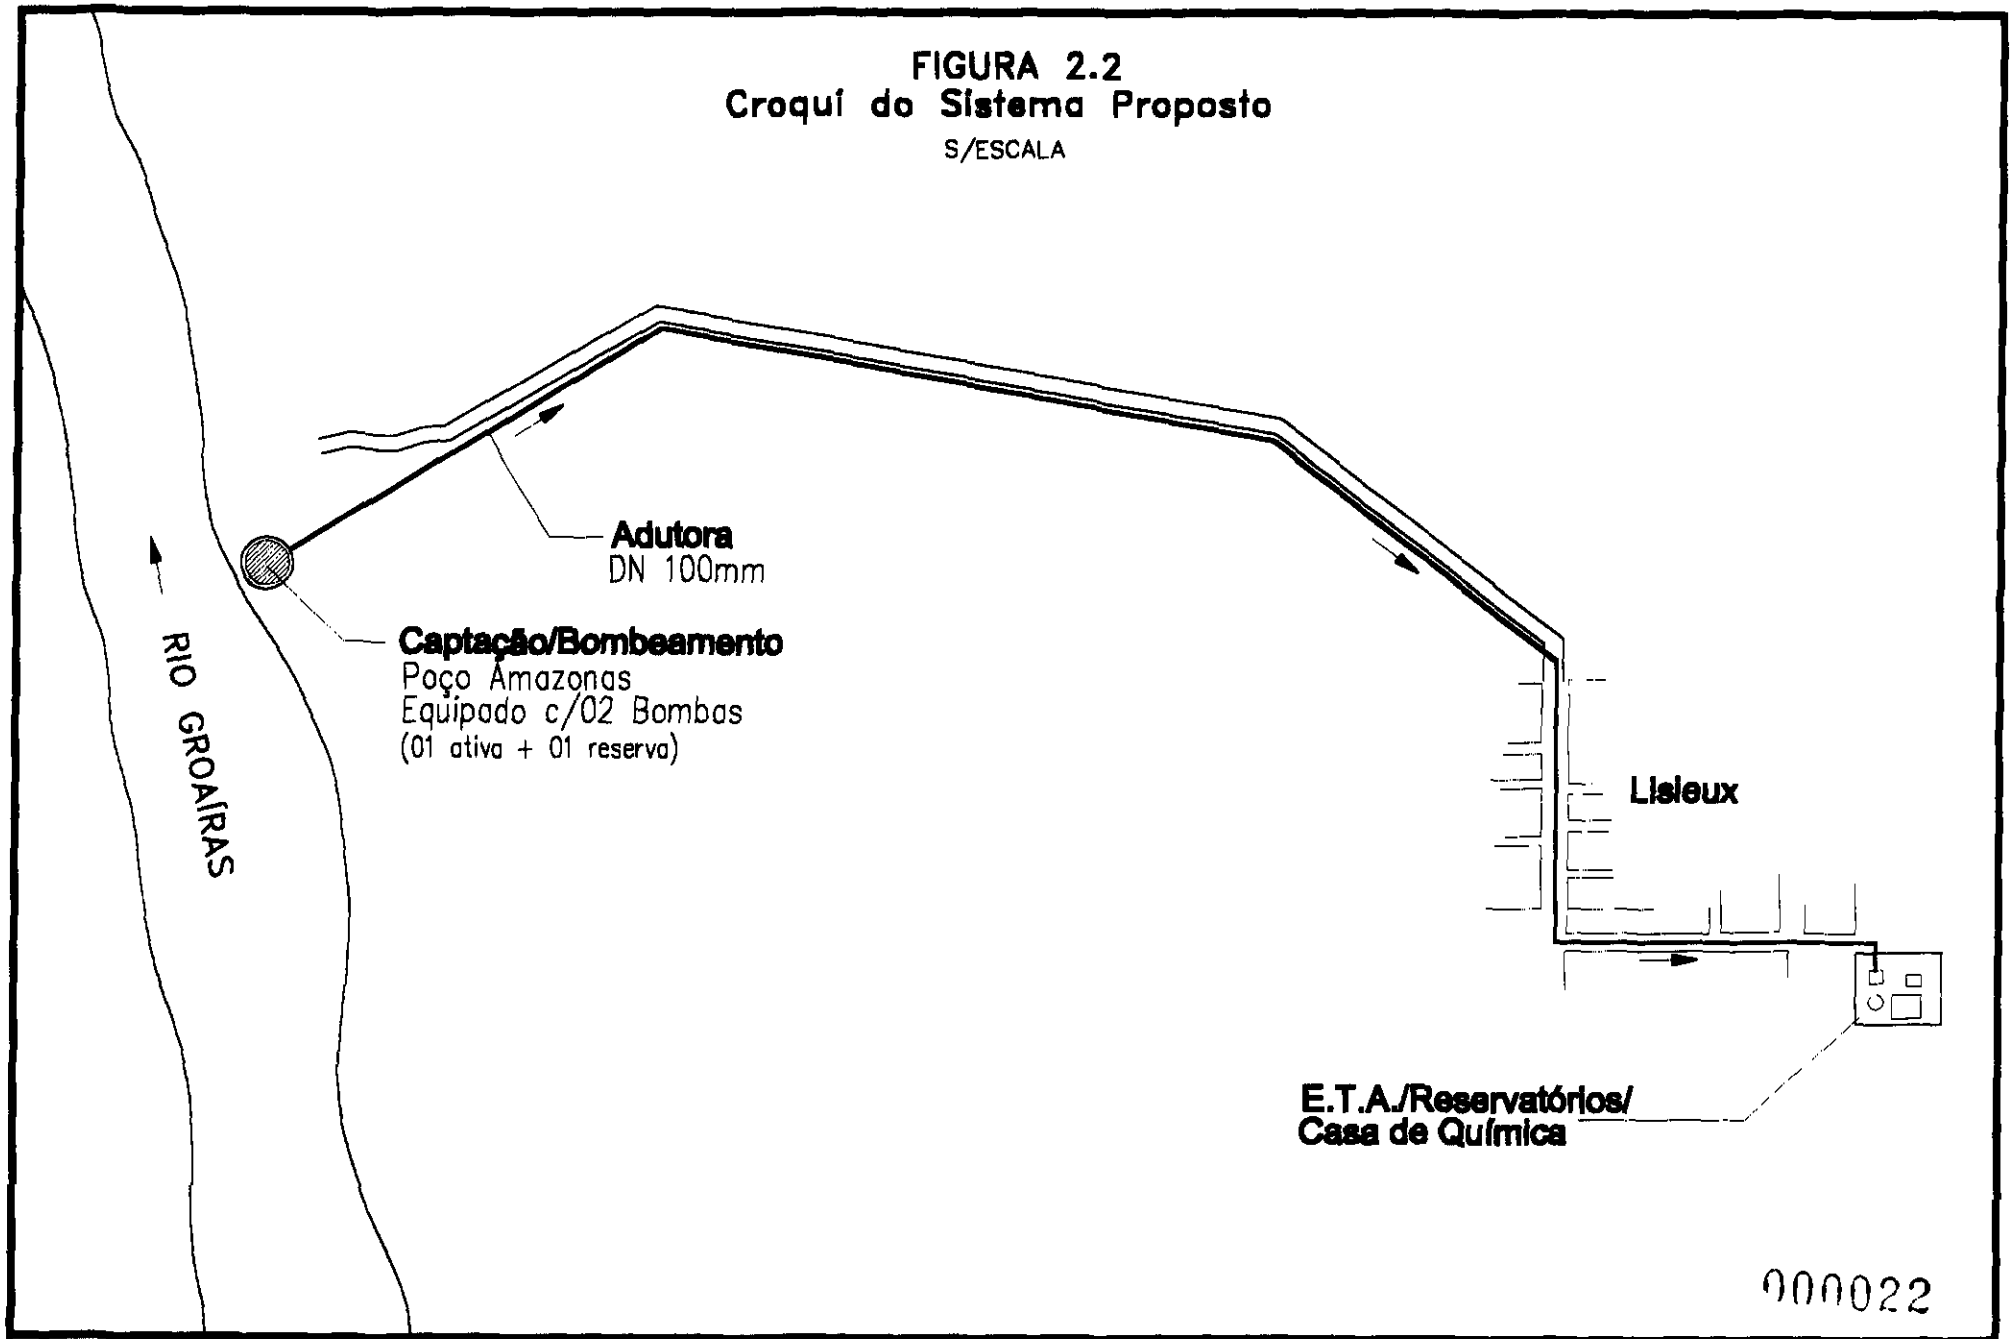 FIGURA 2.2
Croqui do Sistema Proposto
S/ESCALA
Adutora
DN 100mm
Captação/Bombeamento
Poço Amazonas
Equipado c/02 Bombas
(01 ativa + 01 reserva)
RIO GROAÍRAS
Lisieux
E.T.A./Reservatórios/
Casa de Química
000022